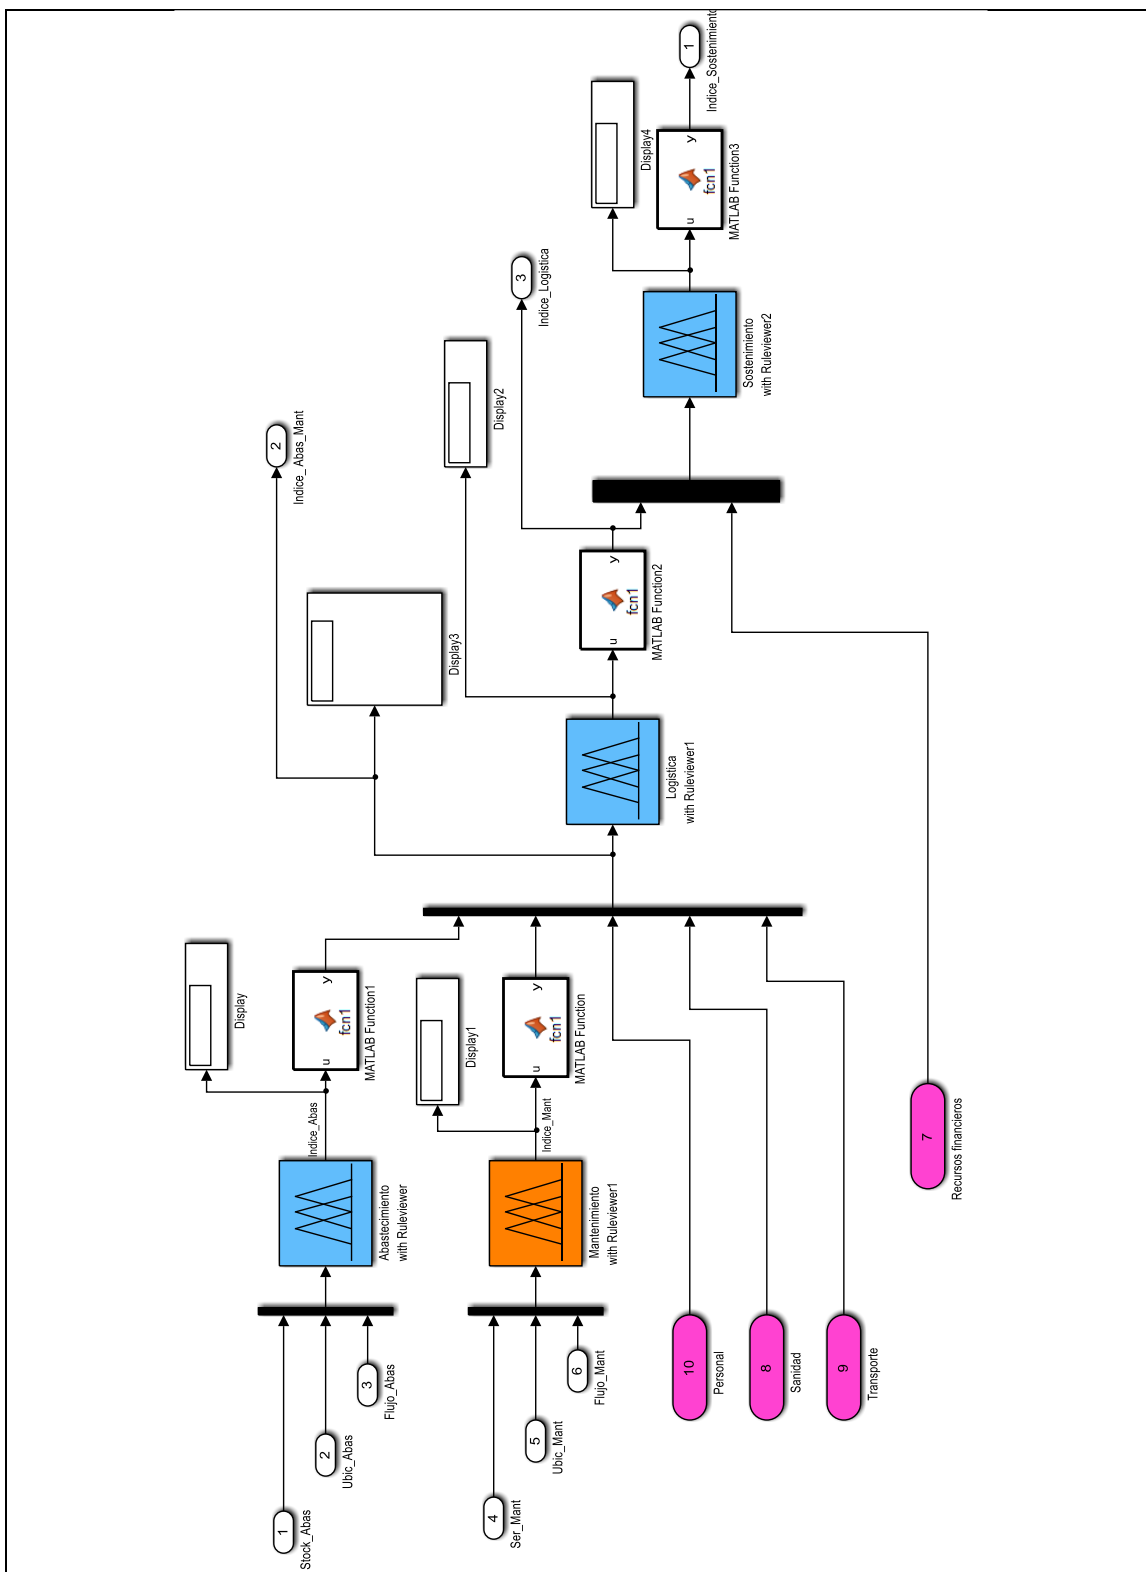 1
Stock_Abas
2
Ubic_Abas
3
Flujo_Abas
Abastecimiento
with Ruleviewer
Indice_Abas
Display
u
fcn1
y
MATLAB Function1
4
Ser_Mant
5
Ubic_Mant
6
Flujo_Mant
Mantenimiento
with Ruleviewer1
Indice_Mant
Display1
u
fcn1
y
MATLAB Function
10
Personal
8
Sanidad
9
Transporte
7
Recursos financieros
Display3
2
Indice_ Abas_Mant
Logistica
with Ruleviewer1
Display2
u
fcn1
y
MATLAB Function2
3
Indice_Logistica
Sostenimiento
with Ruleviewer2
Display4
u
fcn1
y
MATLAB Function3
1
Indice_Sostenimiento